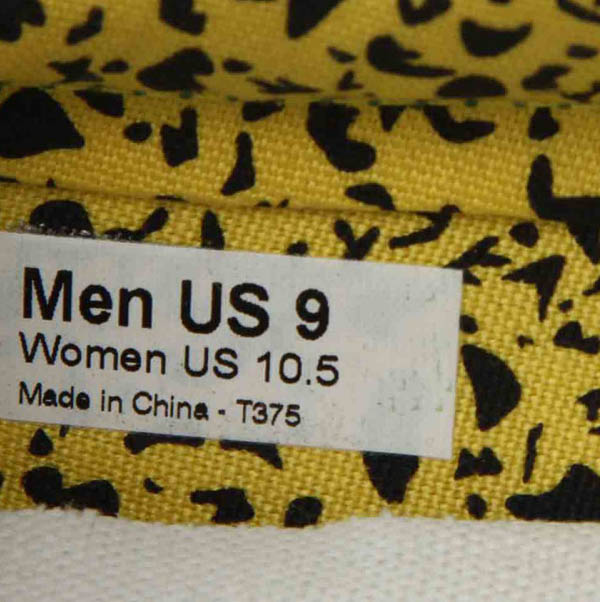 Men US 9
Women US 10.5
Made in China - T375